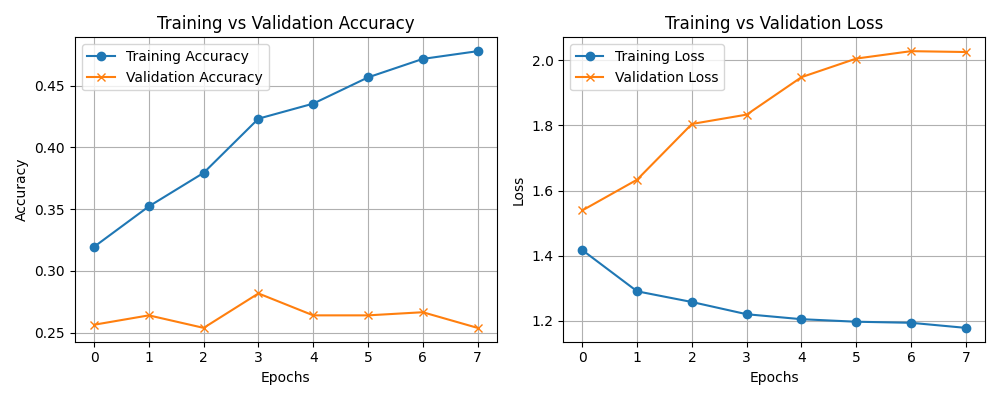 Training vs Validation Accuracy
Training Accuracy
Validation Accuracy
0.45
0.40
0.35
0.30
0.25
Accuracy
0 1 2 3 4 5 6 7
Epochs
Training vs Validation Loss
Training Loss
Validation Loss
2.0
1.8
1.6
1.4
1.2
Loss
0 1 2 3 4 5 6 7
Epochs